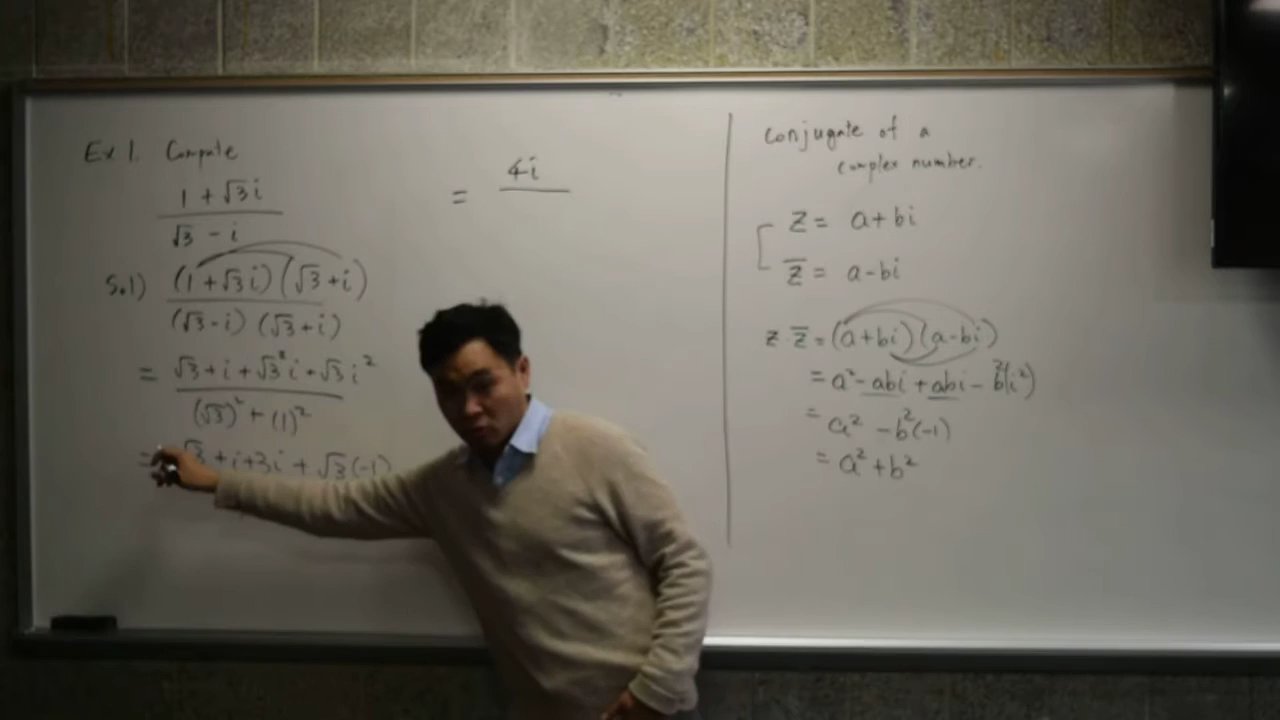 Ex 1. Compute
1 + √3 i
√3 - i
Sol) (1 + √3 i)(√3 + i)
(√3 - i) (√3 + i)
= √3 + i + √3² i + √3 i²
(√3)² + (1)²
= √3 + i + 3i + √3(-1)
= 4i
Conjugate of a
complex number.
z = a + bi
z̅ = a - bi
z · z̅ = (a + bi)(a - bi)
= a² - abi + abi - b²(i²)
= a² - b²(-1)
= a² + b²